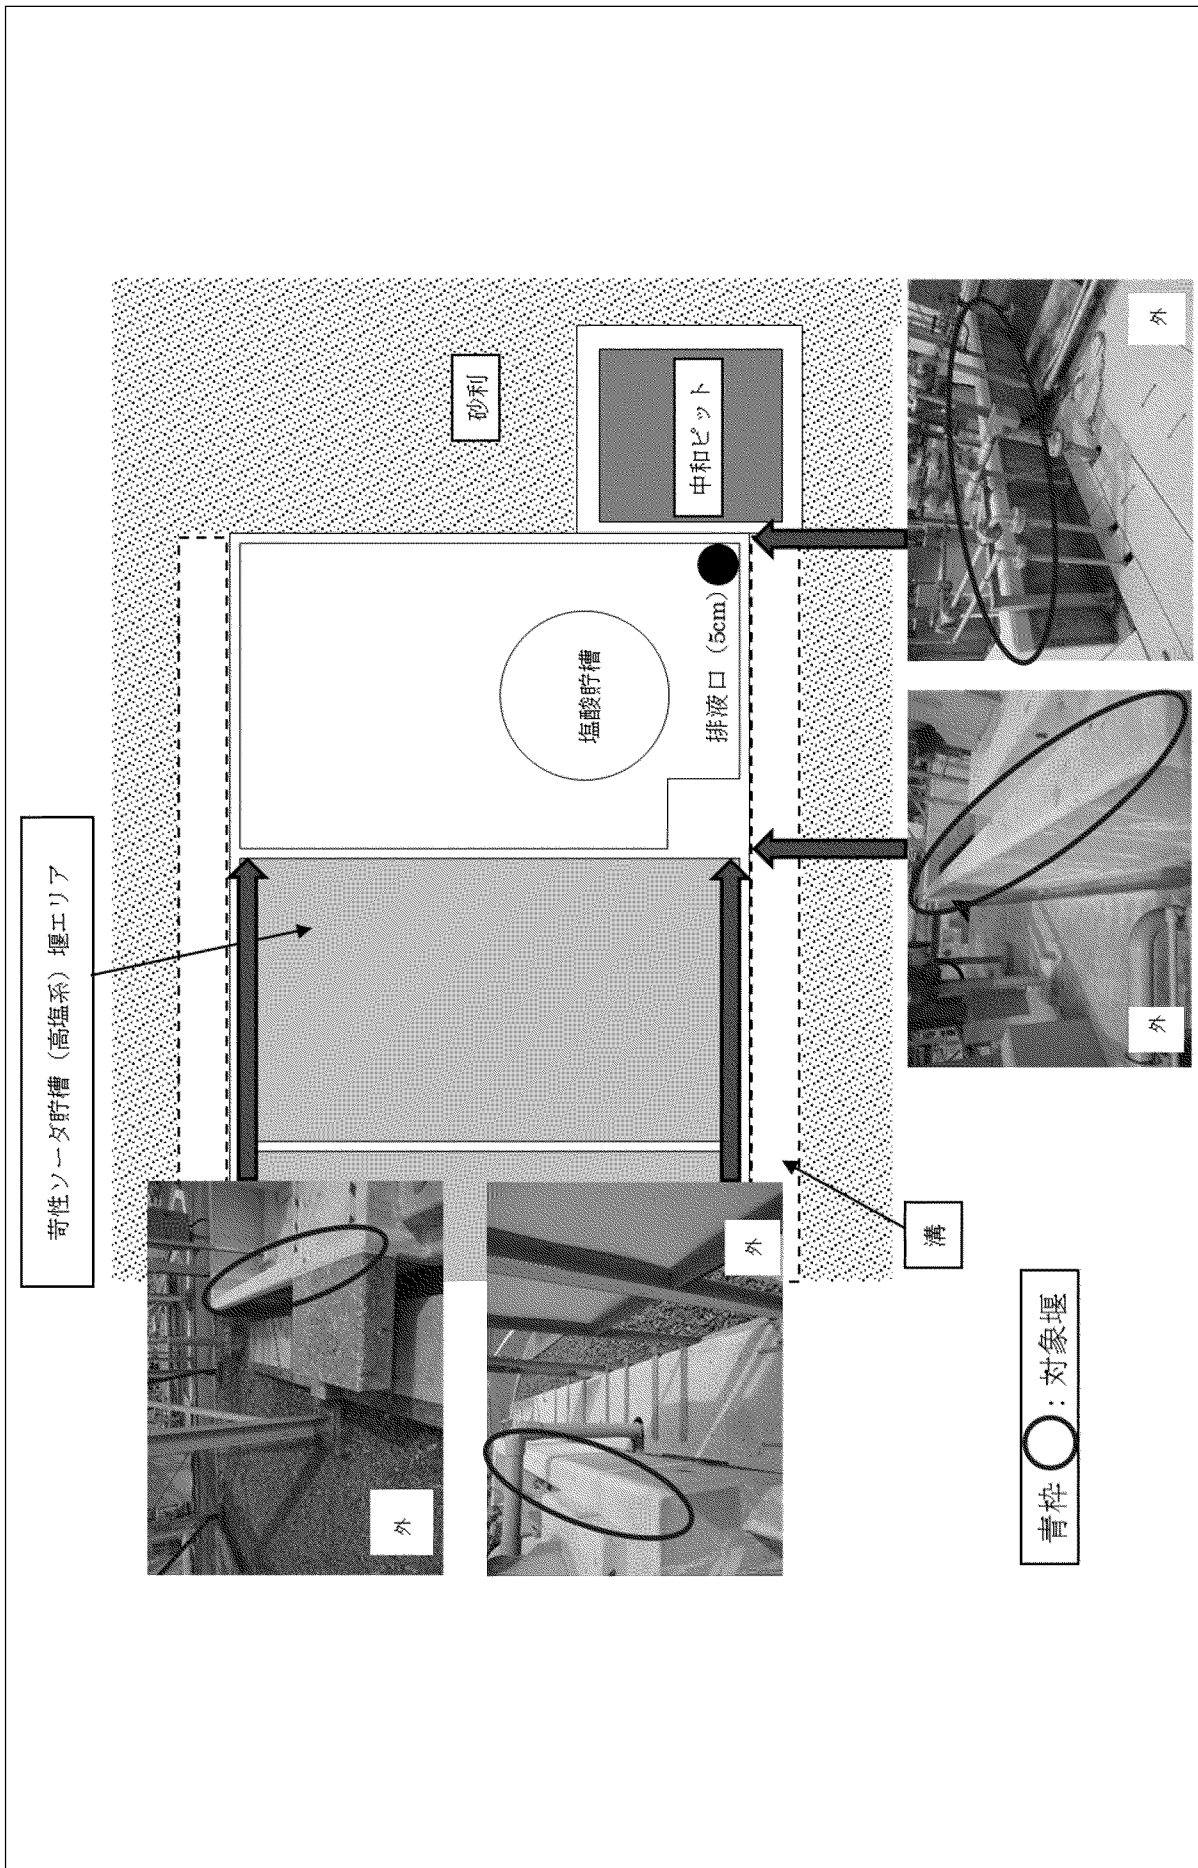 苛性ソーダ貯槽（高塩系）堰エリア
砂利
中和ピット
塩酸貯槽
排液口（5cm）
外
外
外
外
溝
青枠　：対象堰